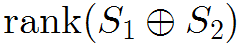 rank(S₁ ⊕ S₂)